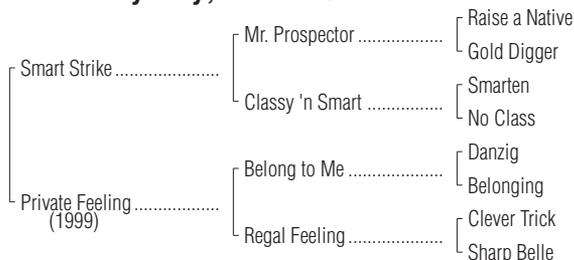 Raise a Native
Mr. Prospector ..................
Gold Digger
Smart Strike ......................
Smarten
Classy 'n Smart ................
No Class
Danzig
Belong to Me ....................
Belonging
Private Feeling ..................
(1999)
Clever Trick
Regal Feeling ....................
Sharp Belle